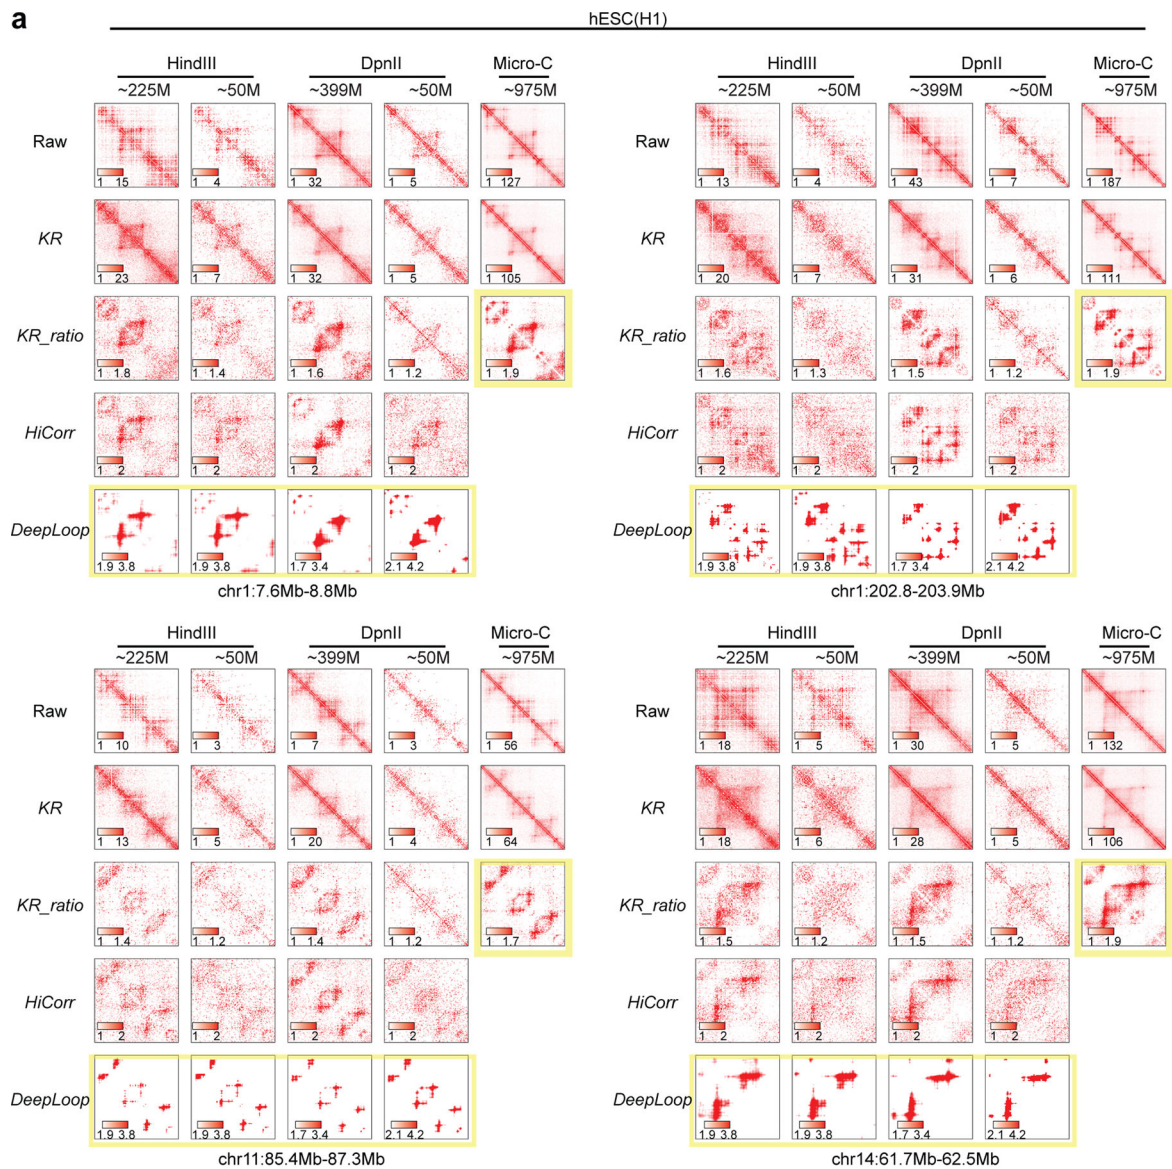 a
hESC(H1)
HindIII DpnII Micro-C HindIII DpnII Micro-C
~225M ~50M ~399M ~50M ~975M ~225M ~50M ~399M ~50M ~975M
Raw 1 15 1 4 1 32 1 5 1 127 Raw 1 13 1 4 1 43 1 7 1 187
KR 1 23 1 7 1 32 1 5 1 105 KR 1 20 1 7 1 31 1 6 1 111
KR_ratio 1 1.8 1 1.4 1 1.6 1 1.2 1 1.9 KR_ratio 1 1.6 1 1.3 1 1.5 1 1.2 1 1.9
HiCorr 1 2 1 2 1 2 1 2 HiCorr 1 2 1 2 1 2 1 2
DeepLoop 1.9 3.8 1.9 3.8 1.7 3.4 2.1 4.2 DeepLoop 1.9 3.8 1.9 3.8 1.7 3.4 2.1 4.2
chr1:7.6Mb-8.8Mb chr1:202.8-203.9Mb
HindIII DpnII Micro-C HindIII DpnII Micro-C
~225M ~50M ~399M ~50M ~975M ~225M ~50M ~399M ~50M ~975M
Raw 1 10 1 3 1 7 1 3 1 56 Raw 1 18 1 5 1 30 1 5 1 132
KR 1 13 1 5 1 20 1 4 1 64 KR 1 18 1 6 1 28 1 5 1 106
KR_ratio 1 1.4 1 1.2 1 1.4 1 1.2 1 1.7 KR_ratio 1 1.5 1 1.2 1 1.5 1 1.2 1 1.9
HiCorr 1 2 1 2 1 2 1 2 HiCorr 1 2 1 2 1 2 1 2
DeepLoop 1.9 3.8 1.9 3.8 1.7 3.4 2.1 4.2 DeepLoop 1.9 3.8 1.9 3.8 1.7 3.4 2.1 4.2
chr11:85.4Mb-87.3Mb chr14:61.7Mb-62.5Mb